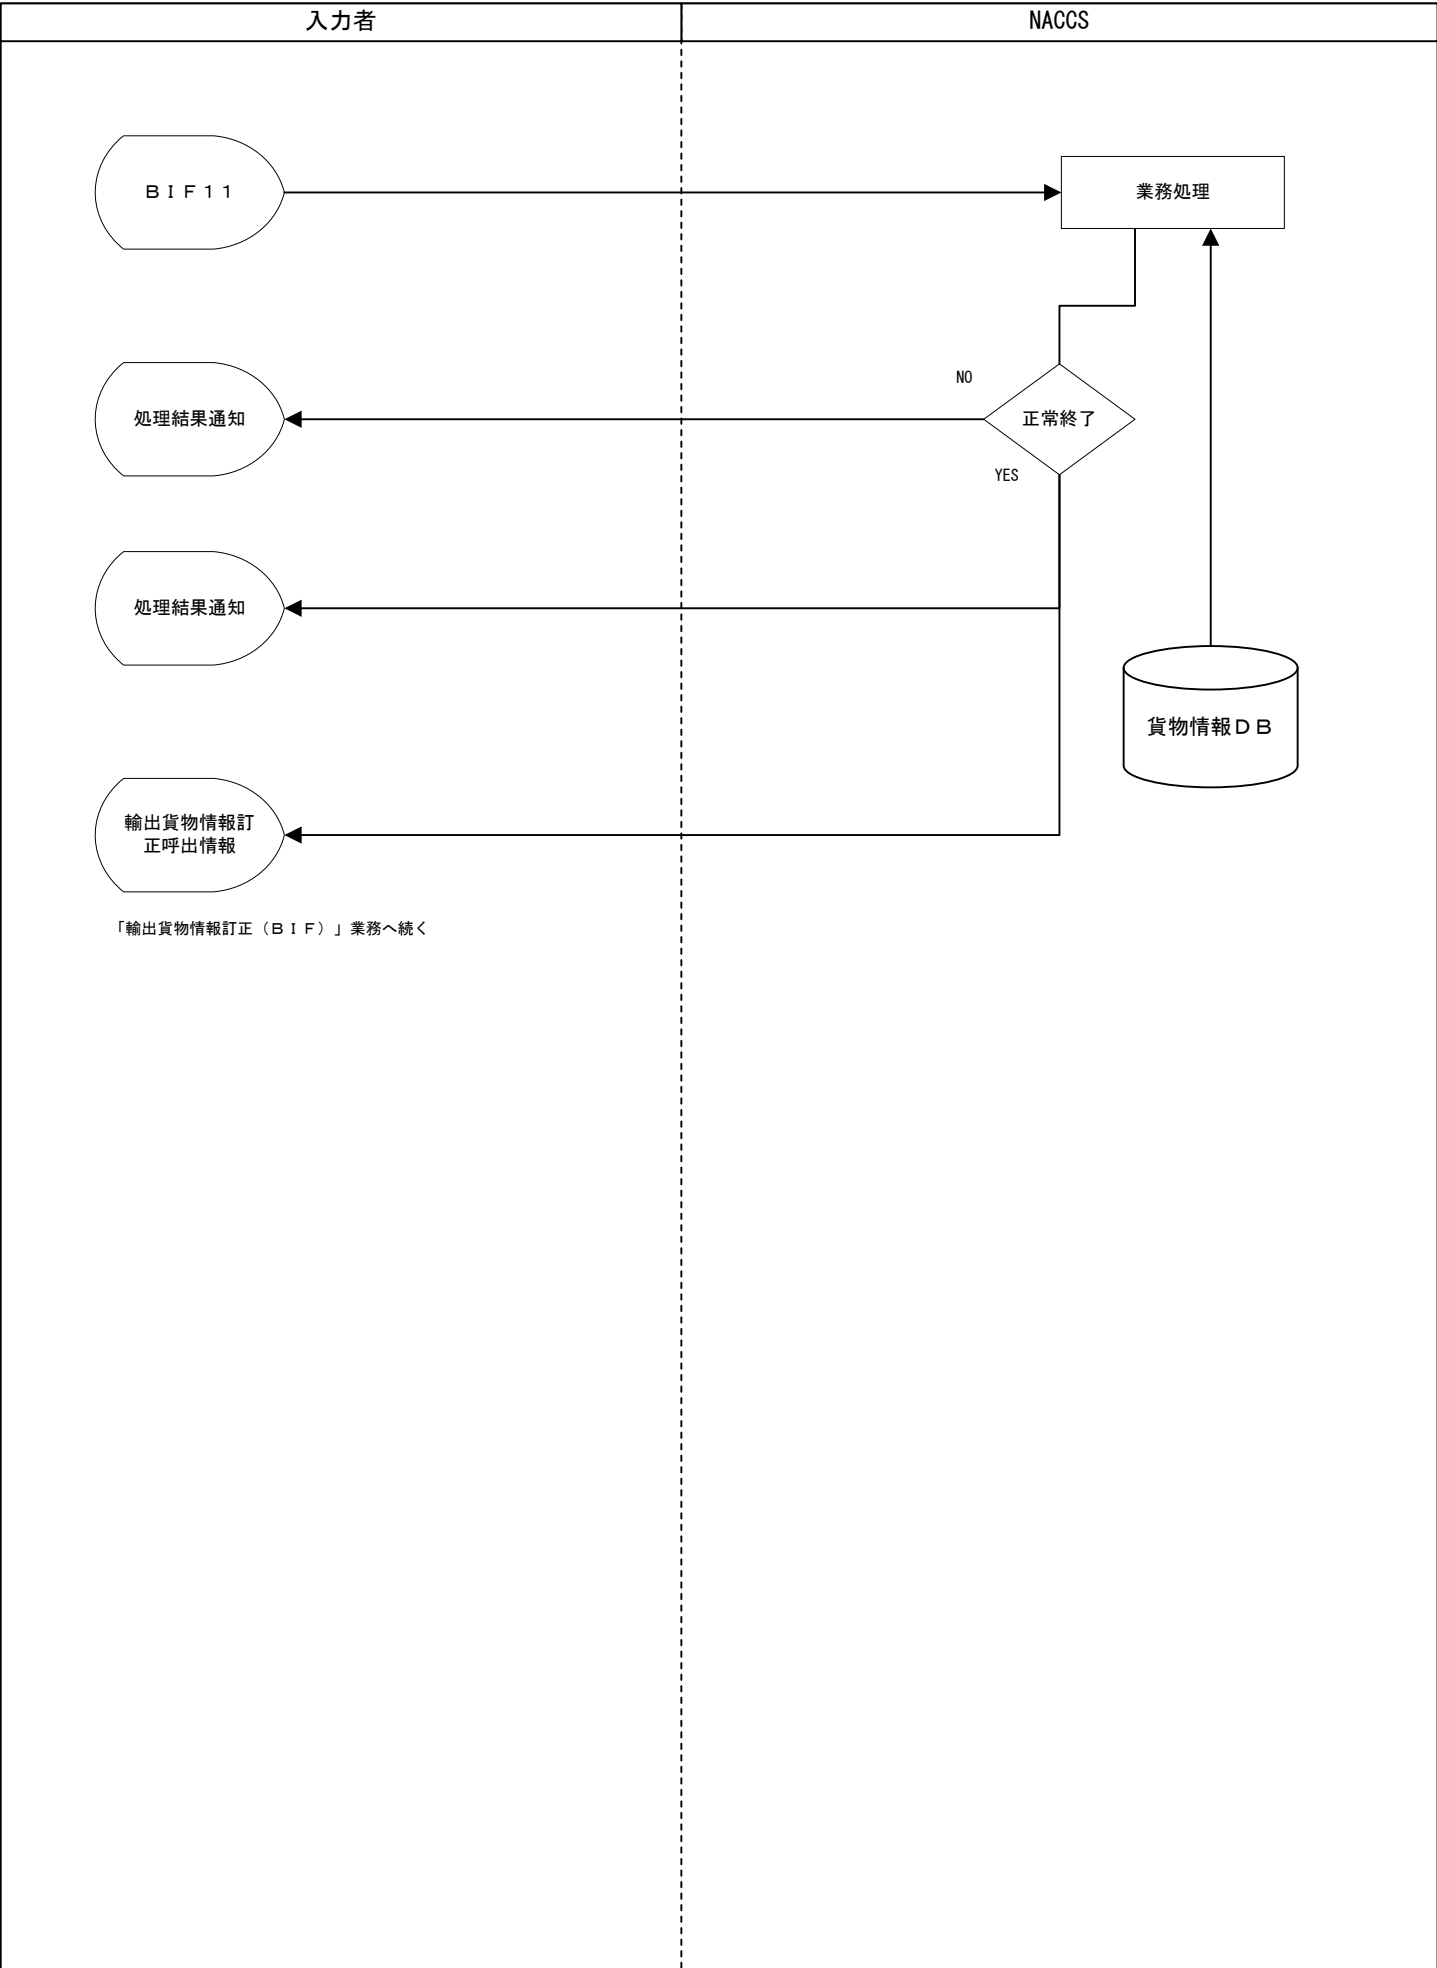 入力者
NACCS
ＢＩＦ１１
業務処理
NO
処理結果通知
正常終了
YES
処理結果通知
貨物情報ＤＢ
輸出貨物情報訂
正呼出情報
「輸出貨物情報訂正（ＢＩＦ）」業務へ続く